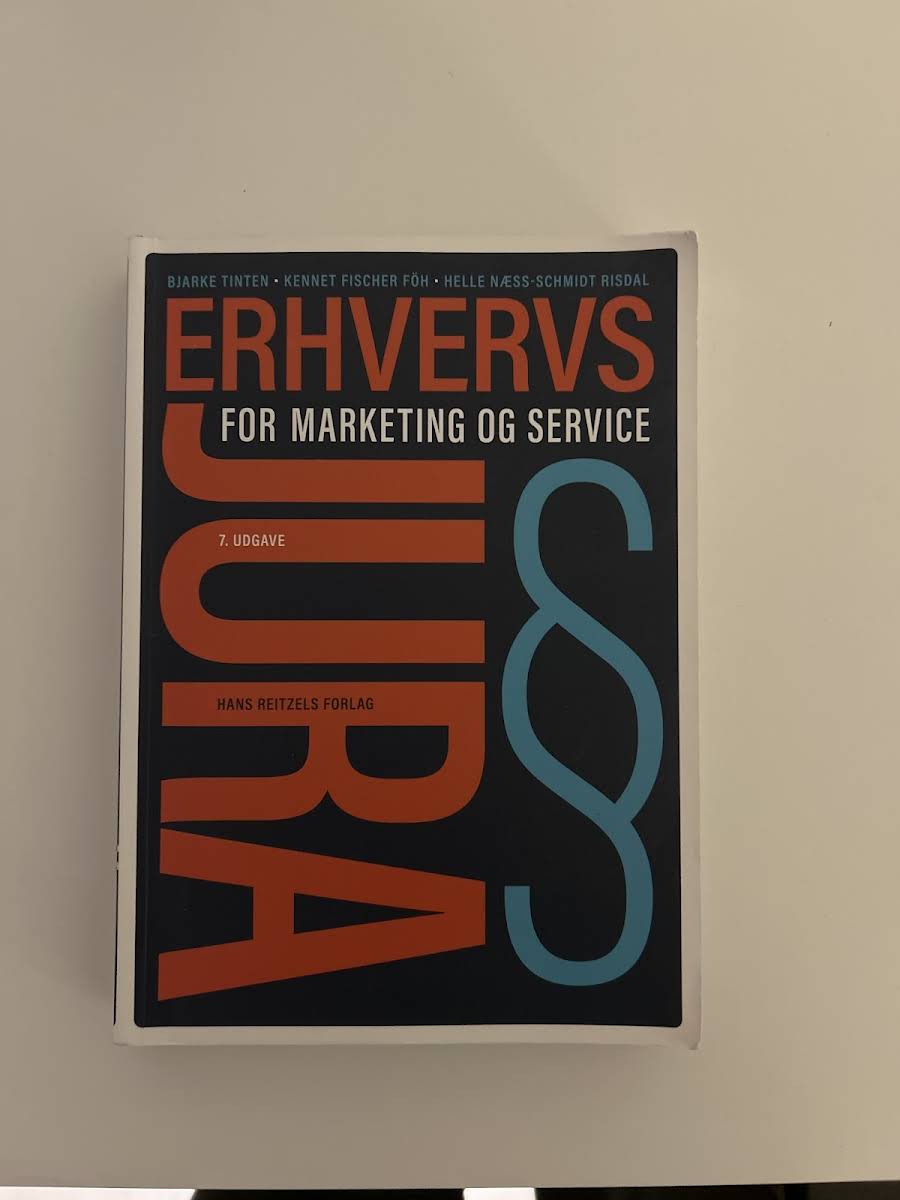 BJARKE TINTEN · KENNET FISCHER FÖH · HELLE NÆSS-SCHMIDT RISDAL
ERHVERVS
FOR MARKETING OG SERVICE
JURA
7. UDGAVE
HANS REITZELS FORLAG
§